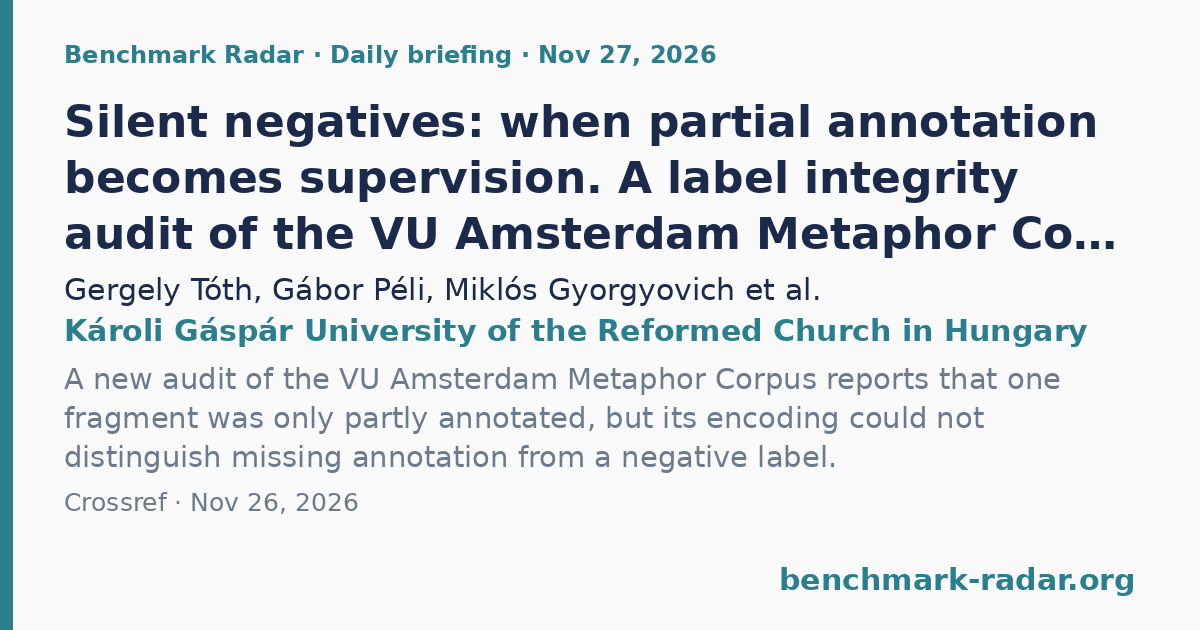 Benchmark Radar · Daily briefing · Nov 27, 2026
Silent negatives: when partial annotation
becomes supervision. A label integrity
audit of the VU Amsterdam Metaphor Co…
Gergely Tóth, Gábor Péli, Miklós Gyorgyovich et al.
Károli Gáspár University of the Reformed Church in Hungary
A new audit of the VU Amsterdam Metaphor Corpus reports that one
fragment was only partly annotated, but its encoding could not
distinguish missing annotation from a negative label.
Crossref · Nov 26, 2026
benchmark-radar.org